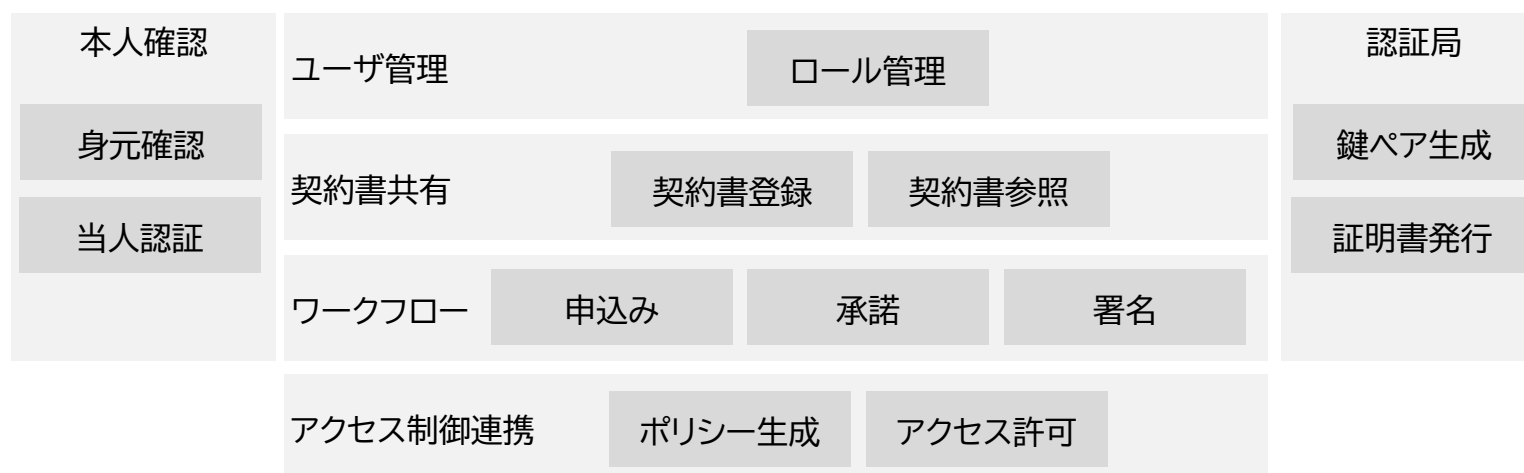 本人確認
身元確認
当人認証
ユーザ管理
ロール管理
契約書共有
契約書登録
契約書参照
ワークフロー
申込み
承諾
署名
アクセス制御連携
ポリシー生成
アクセス許可
認証局
鍵ペア生成
証明書発行